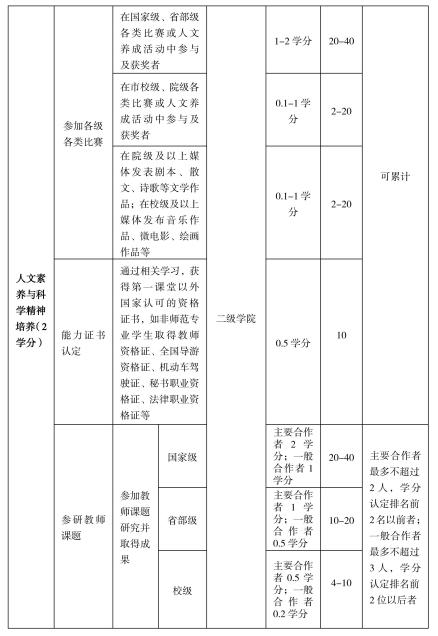 人文素
养与科
学精神
培养（2
学分）
参加各级
各类比赛
在国家级、省部级
各类比赛或人文
养成活动中参与
及获奖者
二级学院
1-2 学分
20-40
可累计
在市校级、院级各
类比赛或人文养
成活动中参与及
获奖者
0.1-1 学
分
2-20
在院级及以上媒
体发表剧本、散
文、诗歌等文学作
品；在校级及以上
媒体发布音乐作
品、微电影、绘画
作品等
0.1-1 学
分
2-20
能力证书
认定
通过相关学习，获
得第一课堂以外
国家认可的资格
证书，如非师范专
业学生取得教师
资格证、全国导游
资格证、机动车驾
驶证、秘书职业资
格证、法律职业资
格证等
0.5 学分
10
参研教师
课题
参加教
师课题
研究并
取得成
果
国家级
主要合作
者 2 学
分；一般
合作者 1
学分
20-40
主要合作者
最多不超过
2 人，学分
认定排名前
2名以前者；
一般合作者
最多不超过
3 人，学分
认定排名前
2 位以后者
省部级
主要合作
者 1 学
分；一般
合作者
0.5 学分
10-20
校级
主要合作
者 0.5 学
分；一般
合作者
0.2 学分
4-10